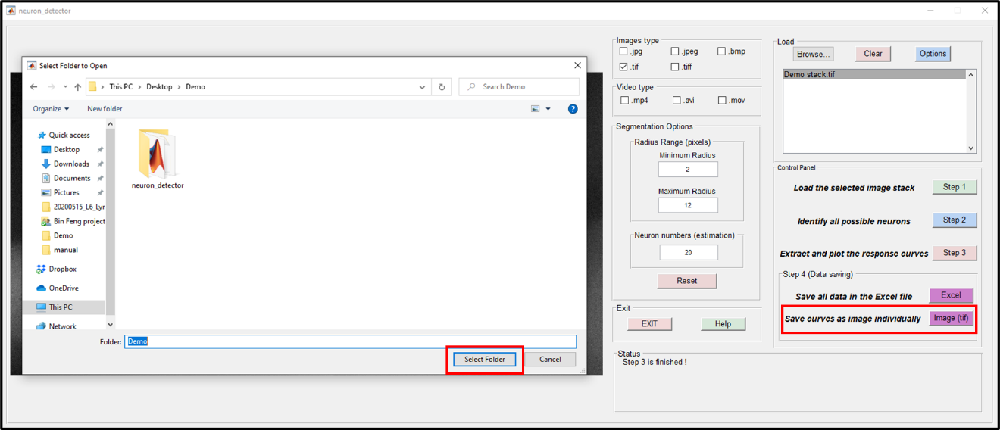 neuron_detector
Select Folder to Open
This PC > Desktop > Demo
Search Demo
Organize
New folder
?
Quick access
Desktop
Downloads
Documents
Pictures
20200515_L6_Lyr
Bin Feng project
Demo
manual
Dropbox
OneDrive
This PC
Network
neuron_detector
Folder: Demo
Select Folder
Cancel
Images type
.jpg
.jpeg
.bmp
.tif
.tiff
Video type
.mp4
.avi
.mov
Segmentation Options
Radius Range (pixels)
Minimum Radius
2
Maximum Radius
12
Neuron numbers (estimation)
20
Reset
Exit
EXIT
Help
Load
Browse...
Clear
Options
Demo stack.tif
Control Panel
Load the selected image stack
Step 1
Identify all possible neurons
Step 2
Extract and plot the response curves
Step 3
Step 4 (Data saving)
Save all data in the Excel file
Excel
Save curves as image individually
Image (tif)
Status
Step 3 is finished !